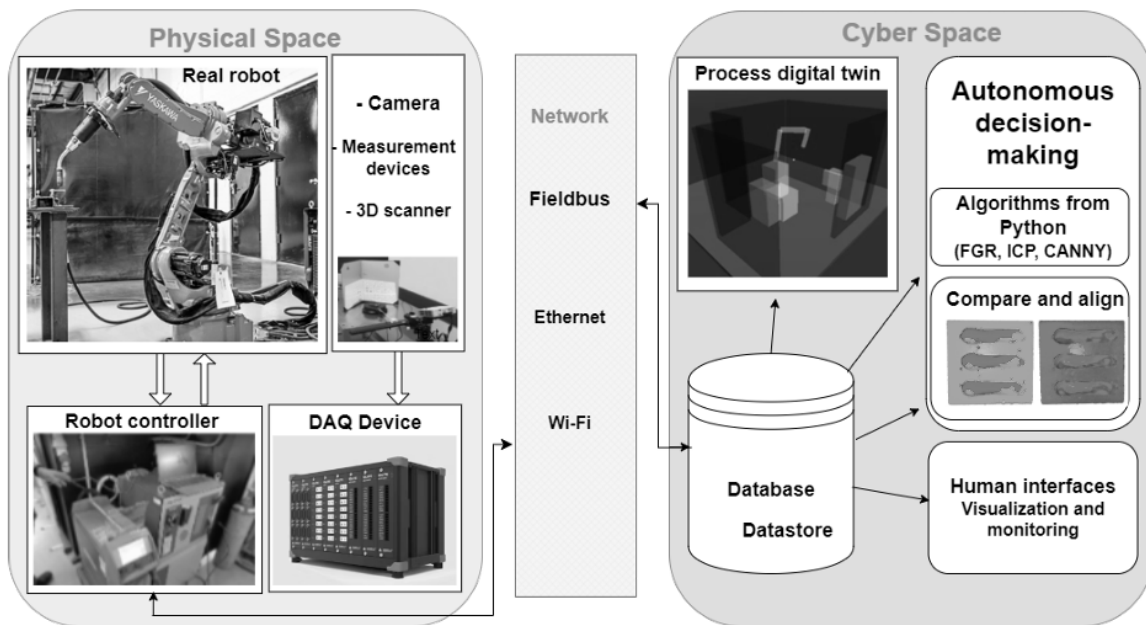 Physical Space
Real robot
YASKAWA
- Camera
- Measurement
devices
- 3D scanner
Robot controller
DAQ Device
Network
Fieldbus
Ethernet
Wi-Fi
Cyber Space
Process digital twin
Autonomous
decision-
making
Algorithms from
Python
(FGR, ICP, CANNY)
Compare and align
Database
Datastore
Human interfaces
Visualization and
monitoring